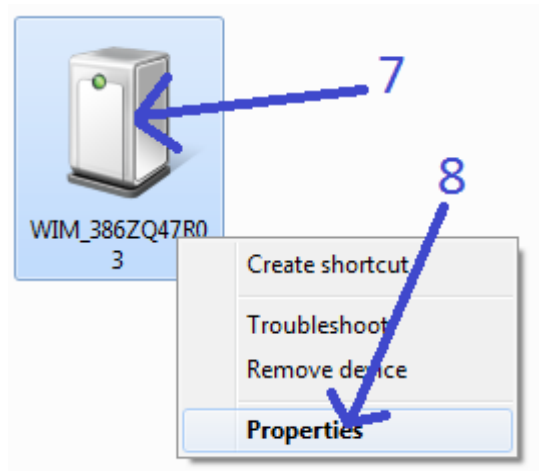 7
8
WIM_386ZQ47R0
3
Create shortcut
Troubleshoot
Remove device
Properties